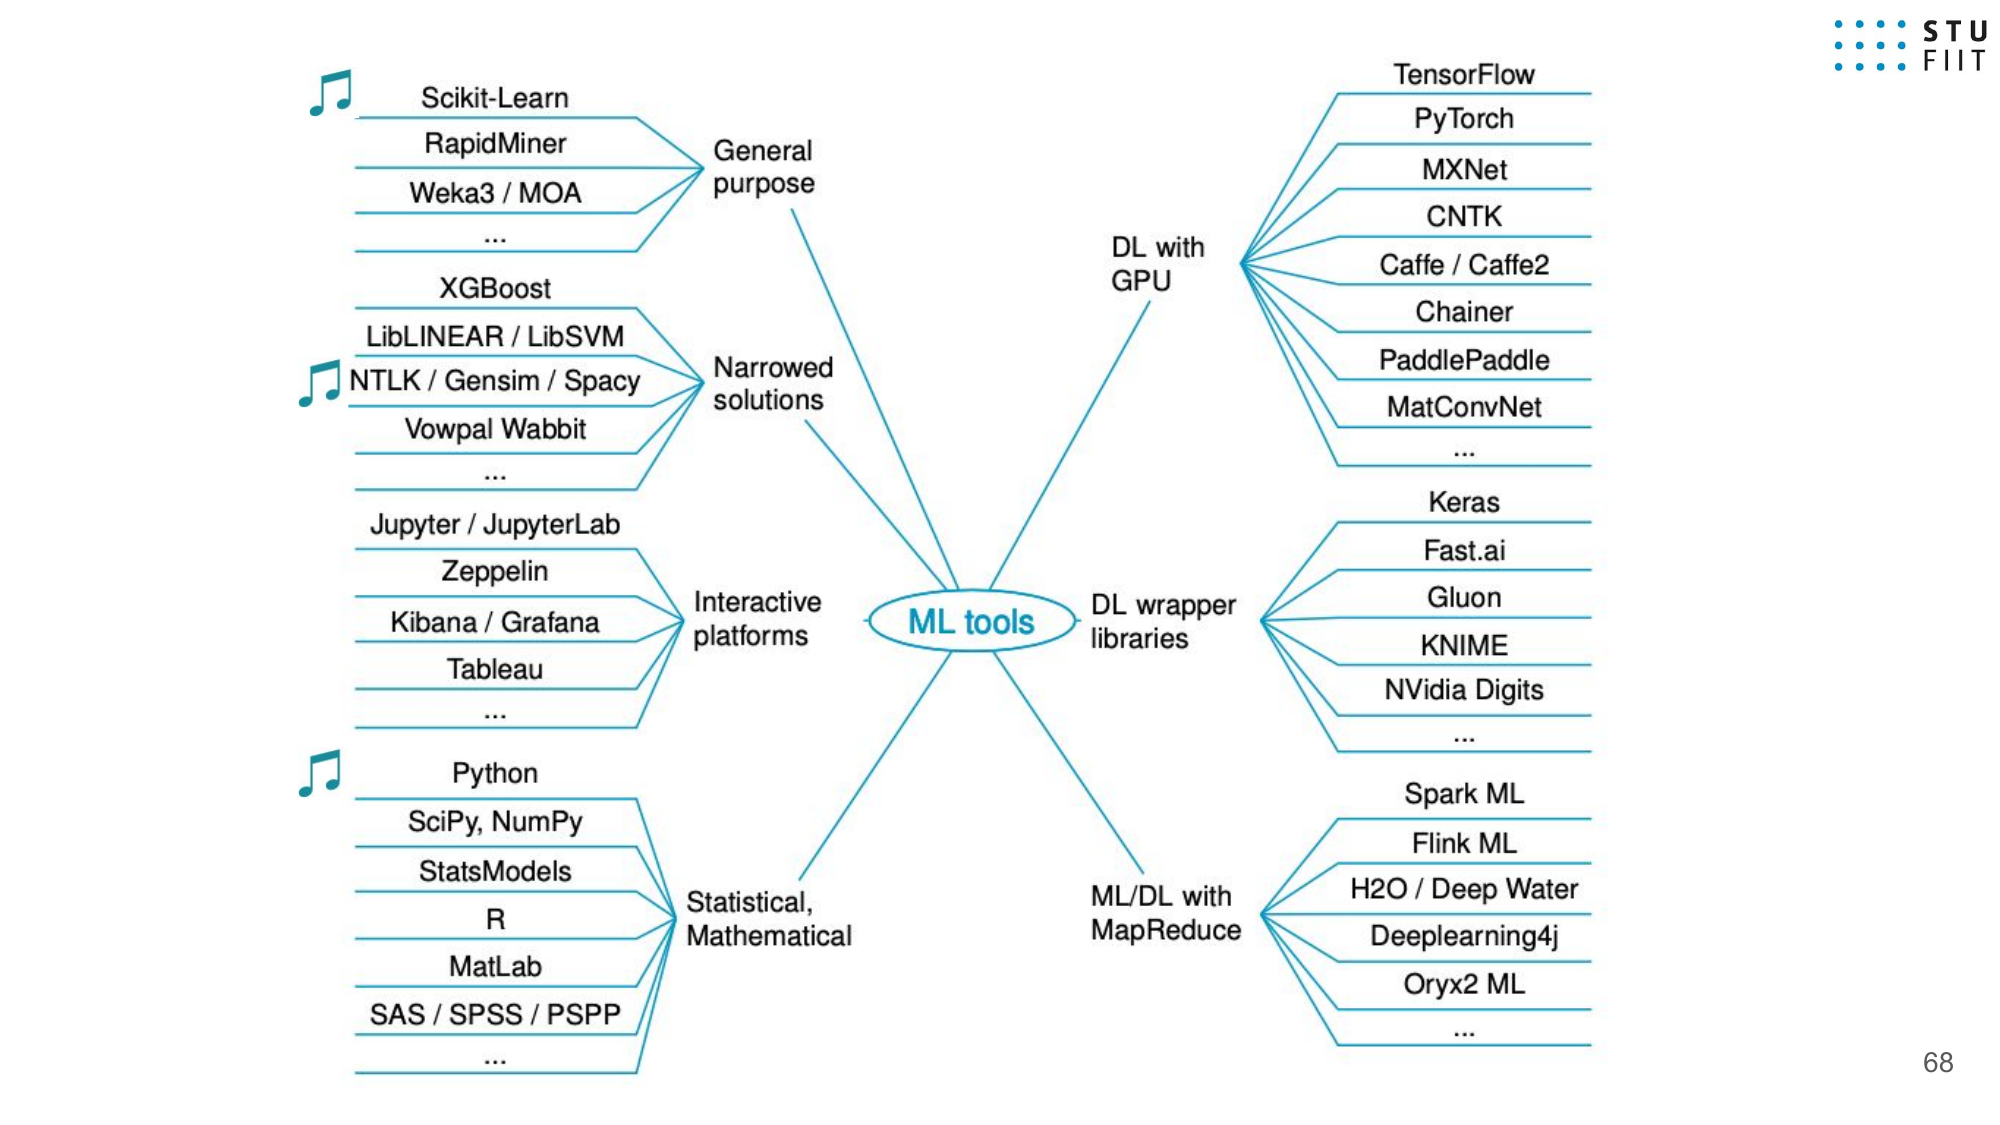 STU
FIIT
Scikit-Learn
RapidMiner
Weka3 / MOA
...
General
purpose
XGBoost
LibLINEAR / LibSVM
NTLK / Gensim / Spacy
Vowpal Wabbit
...
Narrowed
solutions
Jupyter / JupyterLab
Zeppelin
Kibana / Grafana
Tableau
...
Interactive
platforms
Python
SciPy, NumPy
StatsModels
R
MatLab
SAS / SPSS / PSPP
...
Statistical,
Mathematical
ML tools
DL with
GPU
TensorFlow
PyTorch
MXNet
CNTK
Caffe / Caffe2
Chainer
PaddlePaddle
MatConvNet
...
DL wrapper
libraries
Keras
Fast.ai
Gluon
KNIME
NVidia Digits
...
ML/DL with
MapReduce
Spark ML
Flink ML
H2O / Deep Water
Deeplearning4j
Oryx2 ML
...
68